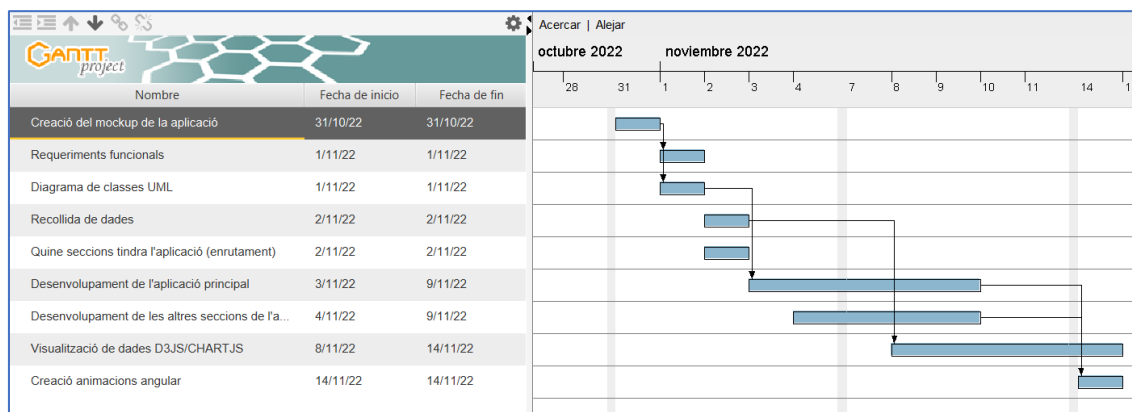 Acercar | Alejar
octubre 2022 noviembre 2022
28 31 1 2 3 4 7 8 9 10 11 14 1
GANTT
project
Nombre Fecha de inicio Fecha de fin
Creació del mockup de la aplicació 31/10/22 31/10/22
Requeriments funcionals 1/11/22 1/11/22
Diagrama de classes UML 1/11/22 1/11/22
Recollida de dades 2/11/22 2/11/22
Quine seccions tindra l'aplicació (enrutament) 2/11/22 2/11/22
Desenvolupament de l'aplicació principal 3/11/22 9/11/22
Desenvolupament de les altres seccions de l'a... 4/11/22 9/11/22
Visualització de dades D3JS/CHARTJS 8/11/22 14/11/22
Creació animacions angular 14/11/22 14/11/22